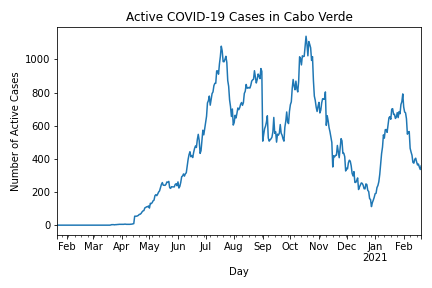 Active COVID-19 Cases in Cabo Verde
Number of Active Cases
1000
800
600
400
200
0
Feb Mar Apr May Jun Jul Aug Sep Oct Nov Dec Jan Feb
2021
Day